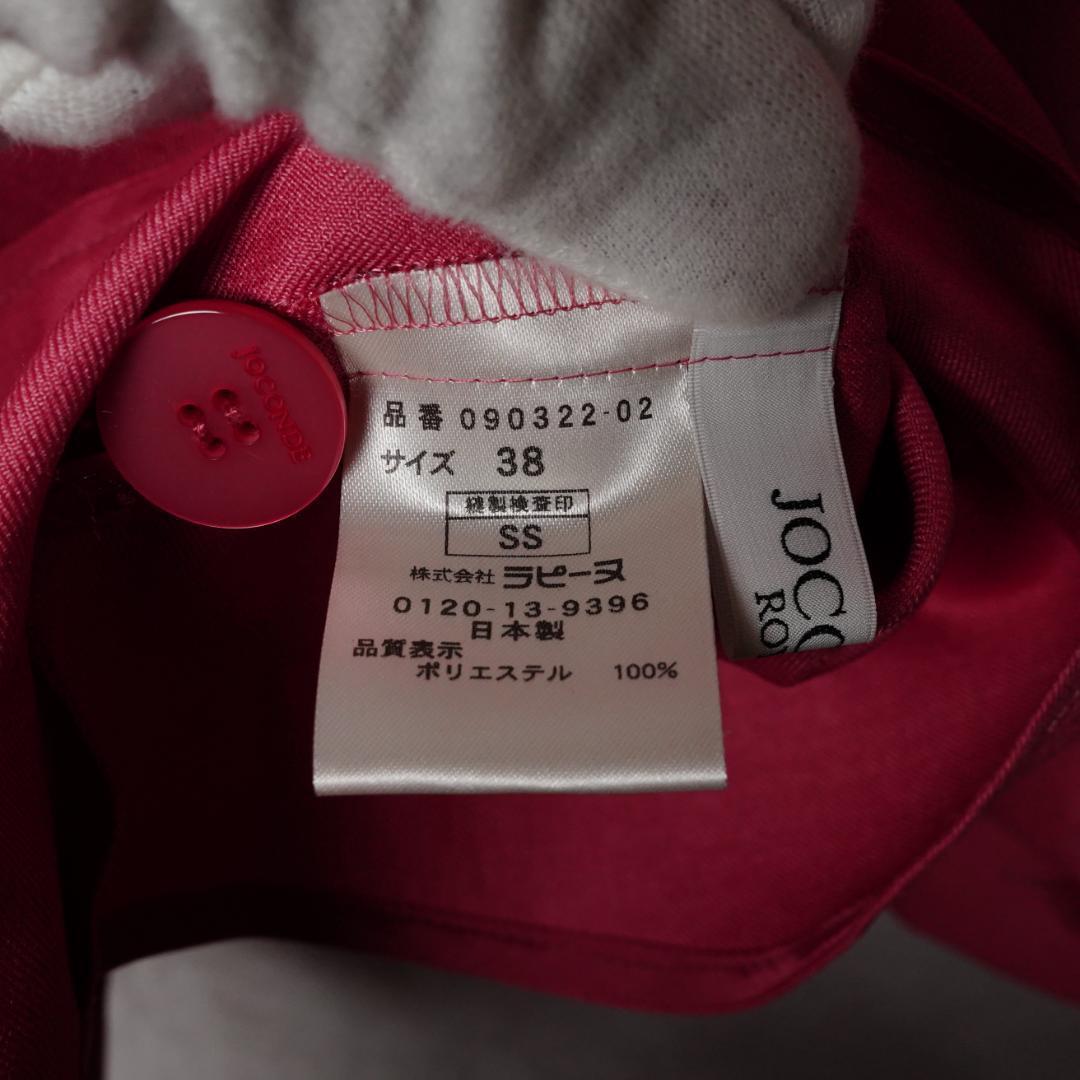 JOCONDE
品番 090322-02
サイズ 38
縫製検査印
SS
株式会社 ラピーヌ
0120-13-9396
日本製
品質表示
ポリエステル 100%